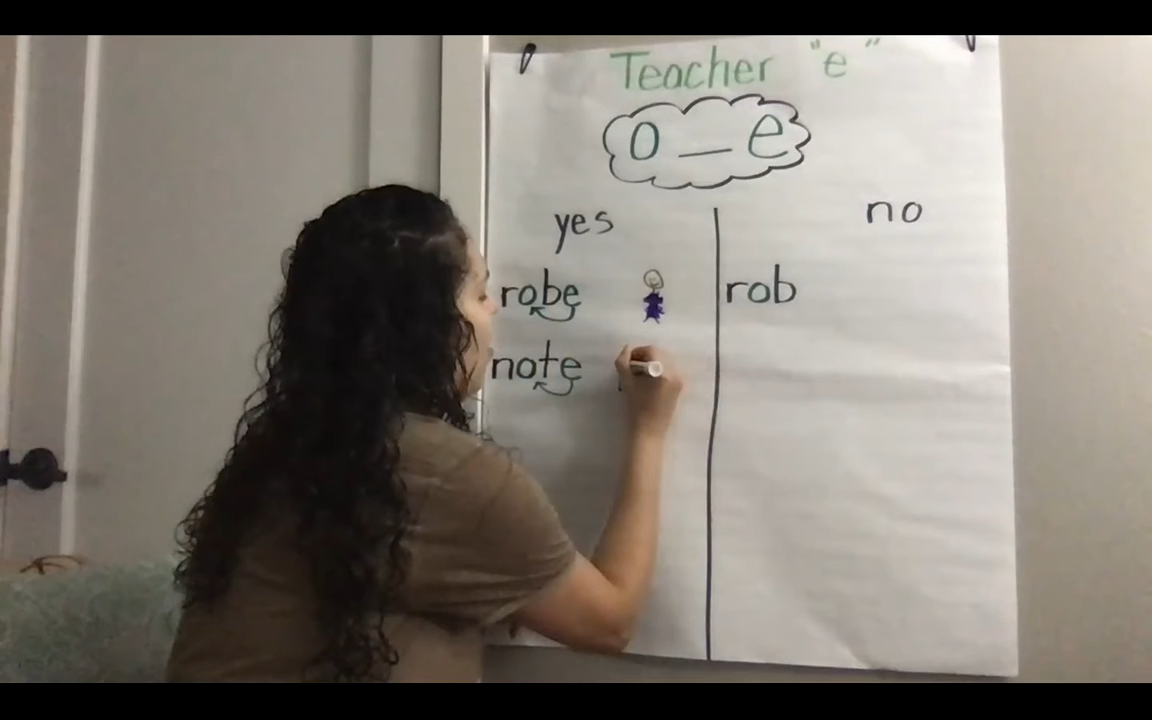 Teacher "e"
o_e
yes no
robe rob
note